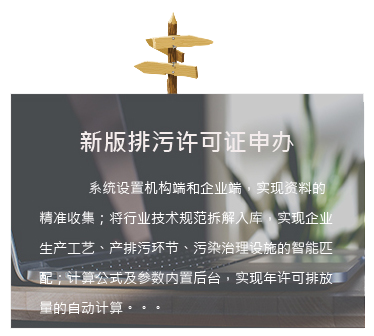 新版排污许可证申办
系统设置机构端和企业端，实现资料的
精准收集；将行业技术规范拆解入库，实现企业
生产工艺、产排污环节、污染治理设施的智能匹
配；计算公式及参数内置后台，实现年许可排放
量的自动计算。。。